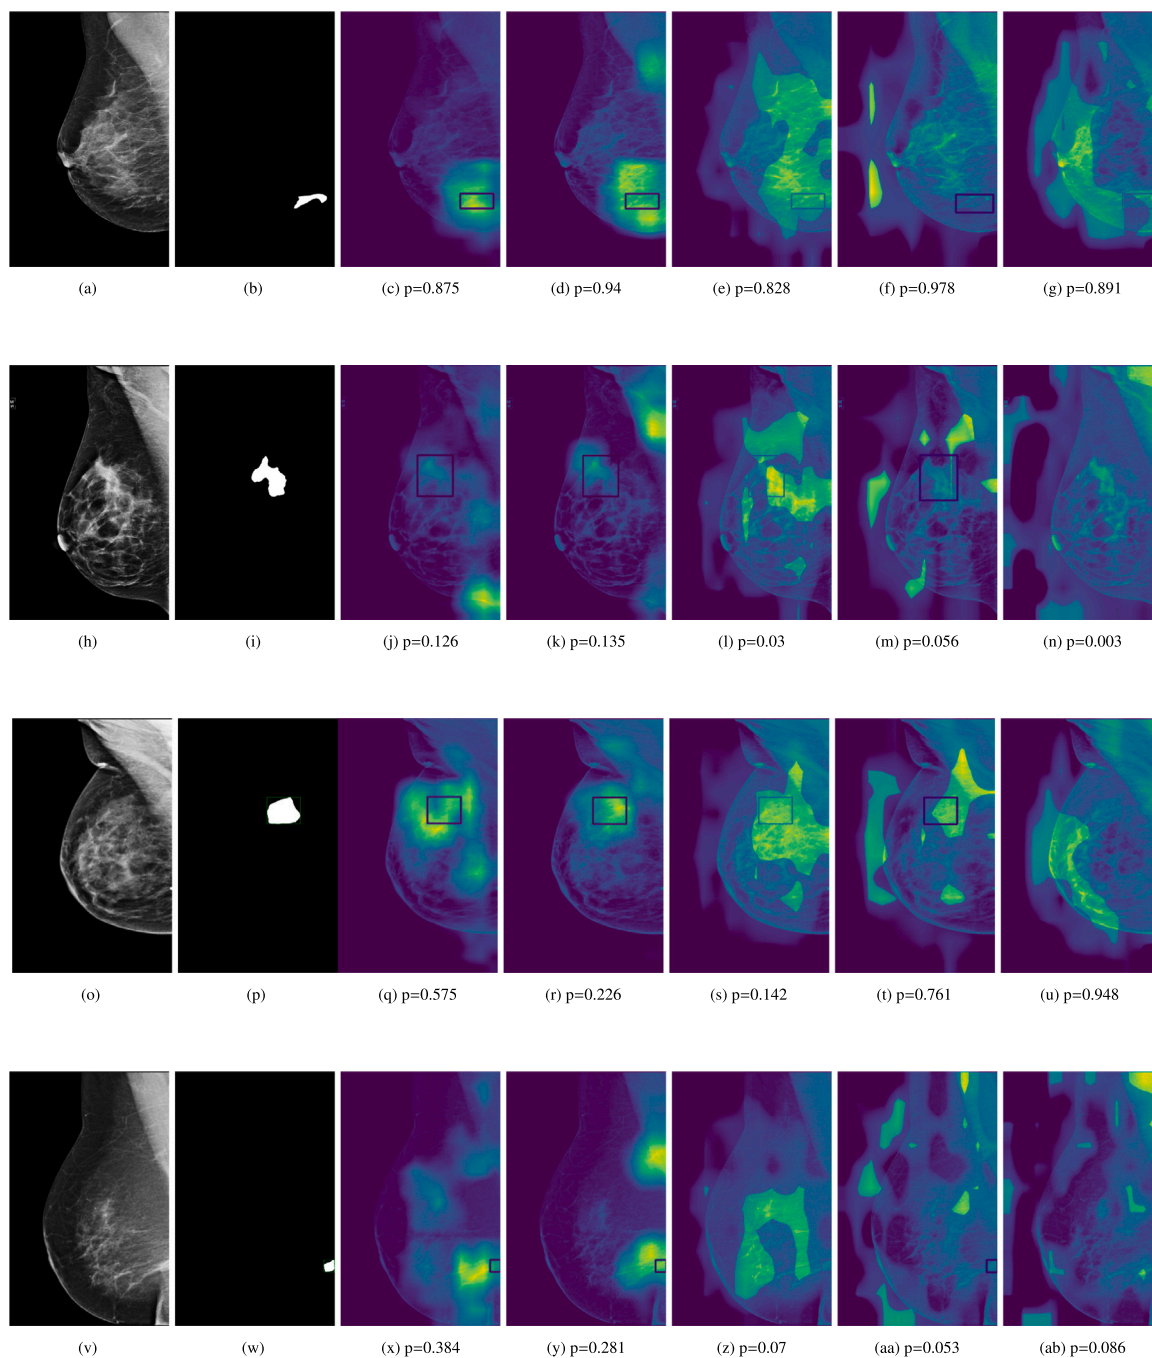 (a) (b) (c) p=0.875 (d) p=0.94 (e) p=0.828 (f) p=0.978 (g) p=0.891
(h) (i) (j) p=0.126 (k) p=0.135 (l) p=0.03 (m) p=0.056 (n) p=0.003
(o) (p) (q) p=0.575 (r) p=0.226 (s) p=0.142 (t) p=0.761 (u) p=0.948
(v) (w) (x) p=0.384 (y) p=0.281 (z) p=0.07 (aa) p=0.053 (ab) p=0.086